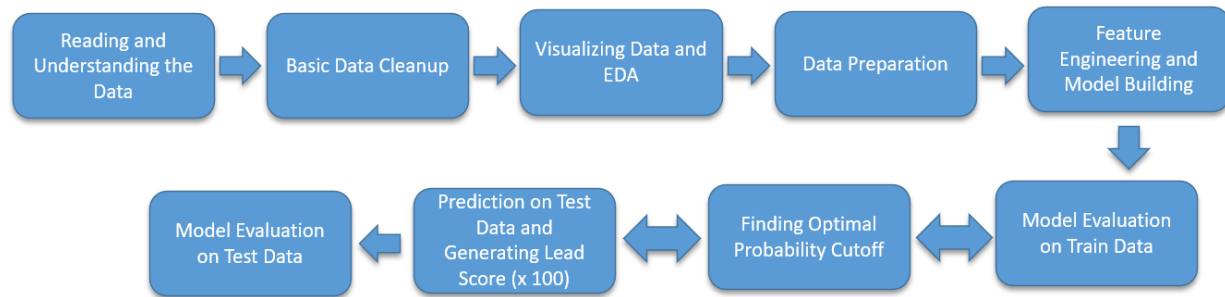 Reading and
Understanding the
Data
Basic Data Cleanup
Visualizing Data and
EDA
Data Preparation
Feature
Engineering and
Model Building
Model Evaluation
on Train Data
Finding Optimal
Probability Cutoff
Prediction on Test
Data and
Generating Lead
Score (x 100)
Model Evaluation
on Test Data